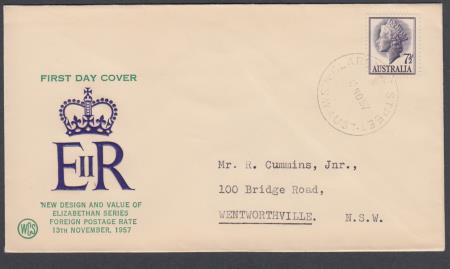 FIRST DAY COVER
EIIR
NEW DESIGN AND VALUE OF
ELIZABETHAN SERIES
FOREIGN POSTAGE RATE
13TH NOVEMBER, 1957
WCS
7½
AUSTRALIA
Mr. R. Cummins, Jnr.,
100 Bridge Road,
WENTWORTHVILLE. N.S.W.